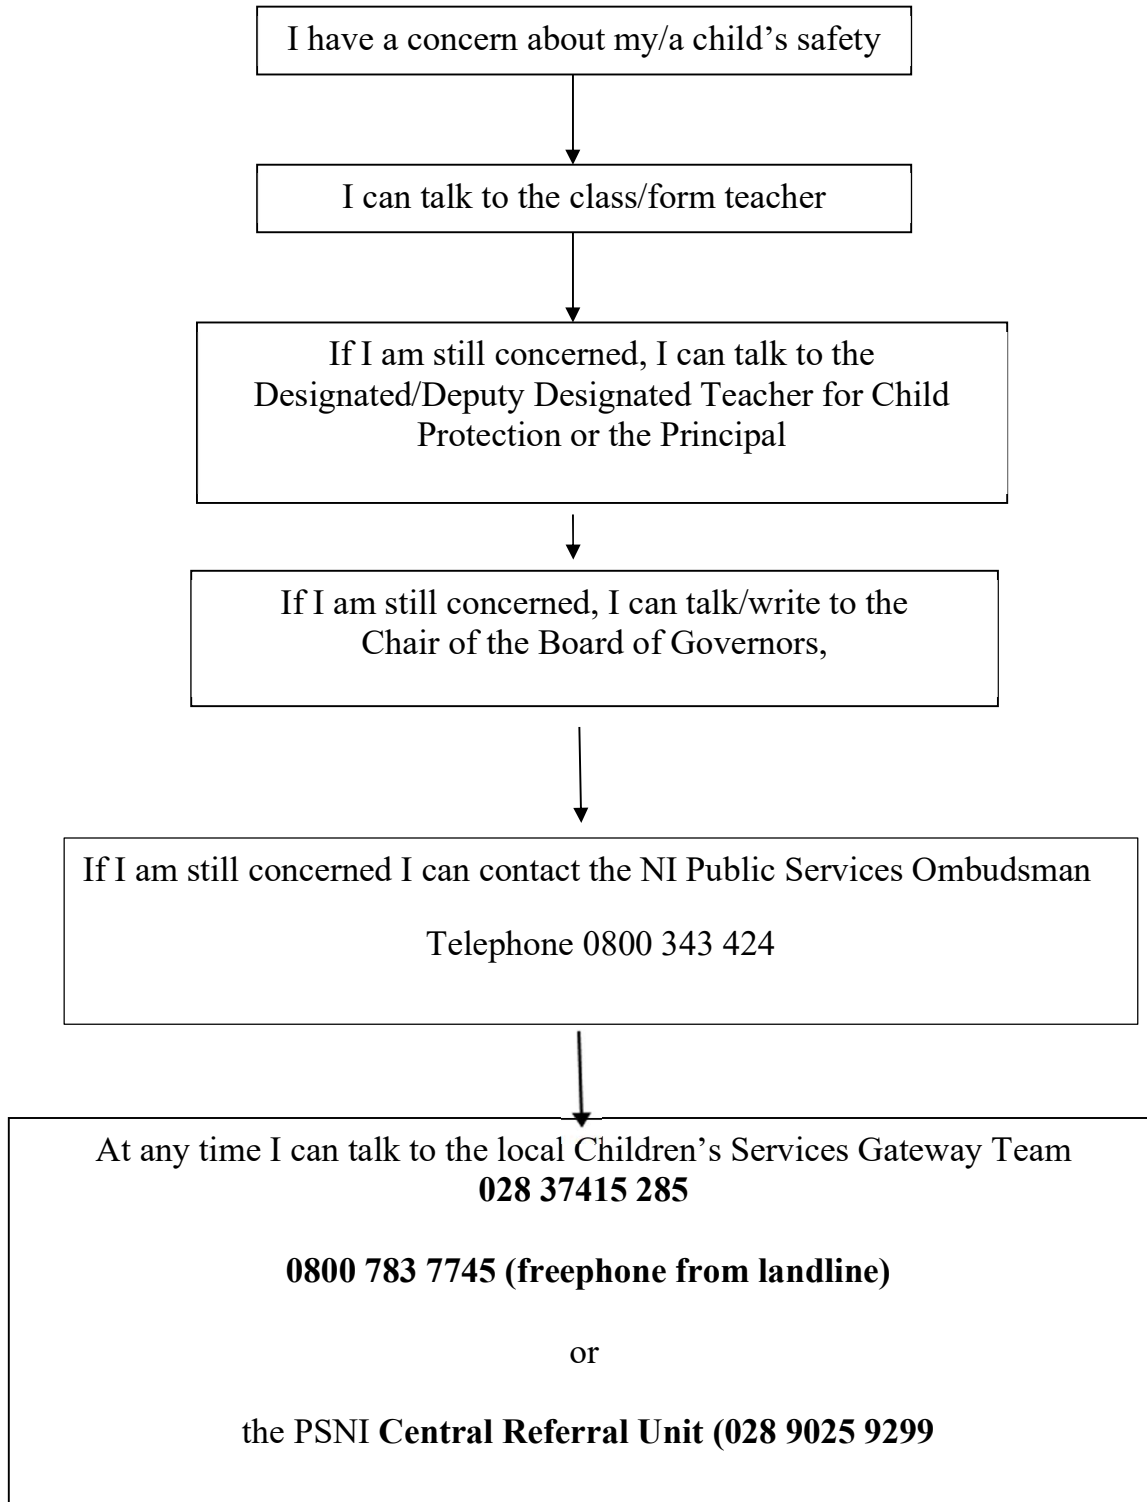 I have a concern about my/a child’s safety
I can talk to the class/form teacher
If I am still concerned, I can talk to the
Designated/Deputy Designated Teacher for Child
Protection or the Principal
If I am still concerned, I can talk/write to the
Chair of the Board of Governors,
If I am still concerned I can contact the NI Public Services Ombudsman
Telephone 0800 343 424
At any time I can talk to the local Children’s Services Gateway Team
028 37415 285
0800 783 7745 (freephone from landline)
or
the PSNI Central Referral Unit (028 9025 9299